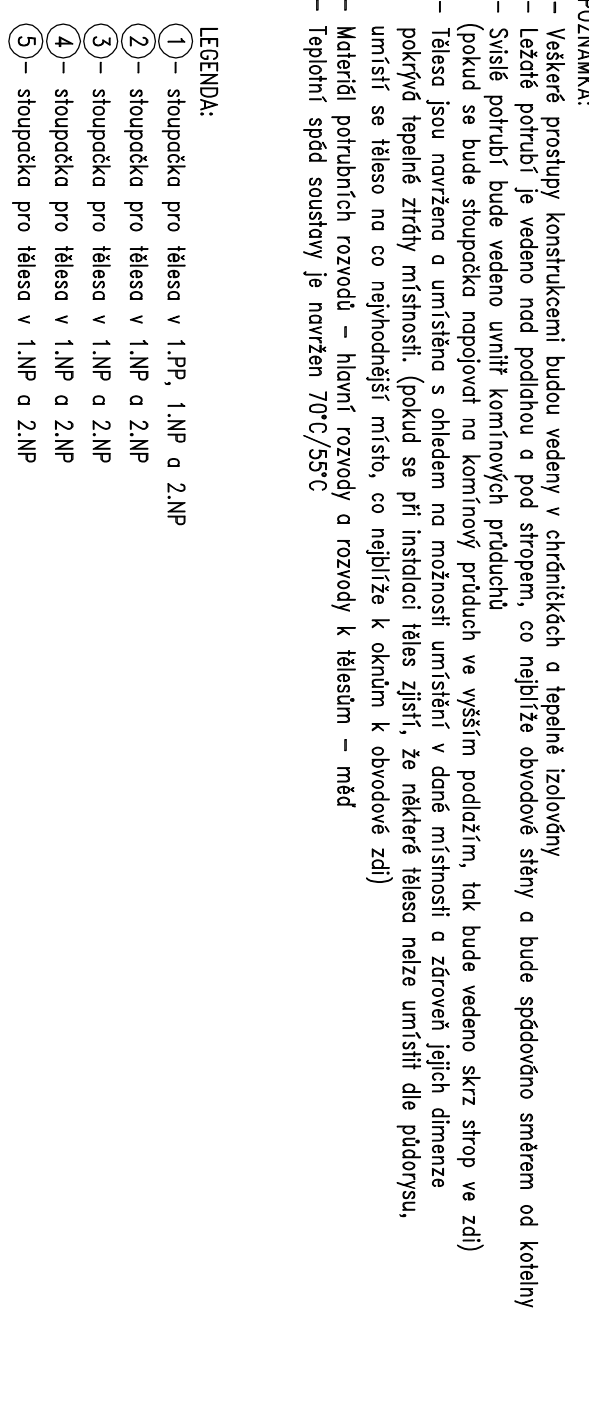 POZNÁMKA:
- Veškeré prostupy konstrukcemi budou vedeny v chráničkách a tepelně izolovány
- Ležaté potrubí je vedeno nad podlahou a pod stropem, co nejblíže obvodové stěny a bude spádováno směrem od kotelny
- Svislé potrubí bude vedeno uvnitř komínových průduchů
(pokud se bude stoupačka napojovat na komínový průduch ve vyšším podlažím, tak bude vedeno skrz strop ve zdi)
- Tělesa jsou navržena a umístěna s ohledem na možnosti umístění v dané místnosti a zároveň jejich dimenze
pokrývá tepelné ztráty místnosti. (pokud se při instalaci těles zjistí, že některé tělesa nelze umístit dle půdorysu,
umístí se těleso na co nejvhodnější místo, co nejblíže k oknům k obvodové zdi)
- Materiál potrubních rozvodů - hlavní rozvody a rozvody k tělesům - měď
- Teplotní spád soustavy je navržen 70°C/55°C
LEGENDA:
1 - stoupačka pro tělesa v 1.PP, 1.NP a 2.NP
2 - stoupačka pro tělesa v 1.NP a 2.NP
3 - stoupačka pro tělesa v 1.NP a 2.NP
4 - stoupačka pro tělesa v 1.NP a 2.NP
5 - stoupačka pro tělesa v 1.NP a 2.NP